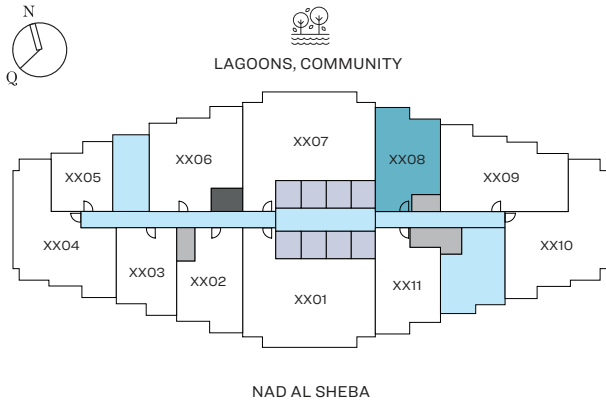 N
Q
LAGOONS, COMMUNITY
XX07
XX06
XX08
XX05
XX09
XX04
XX10
XX03
XX02
XX01
XX11
NAD AL SHEBA